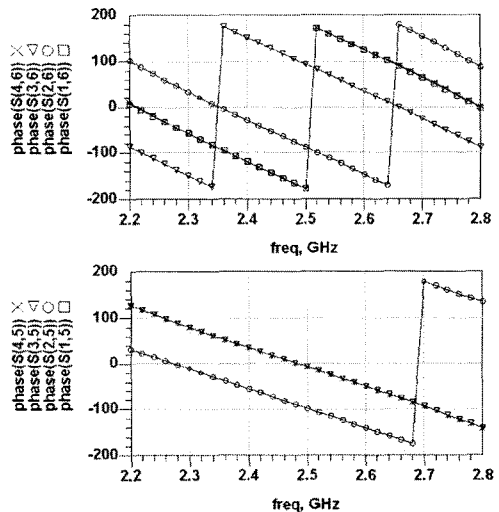 phase(S(4,6))
phase(S(3,6))
phase(S(2,6))
phase(S(1,6))
200
100
0
-100
-200
2.2 2.3 2.4 2.5 2.6 2.7 2.8
freq, GHz
phase(S(4,5))
phase(S(3,5))
phase(S(2,5))
phase(S(1,5))
200
100
0
-100
-200
2.2 2.3 2.4 2.5 2.6 2.7 2.8
freq, GHz